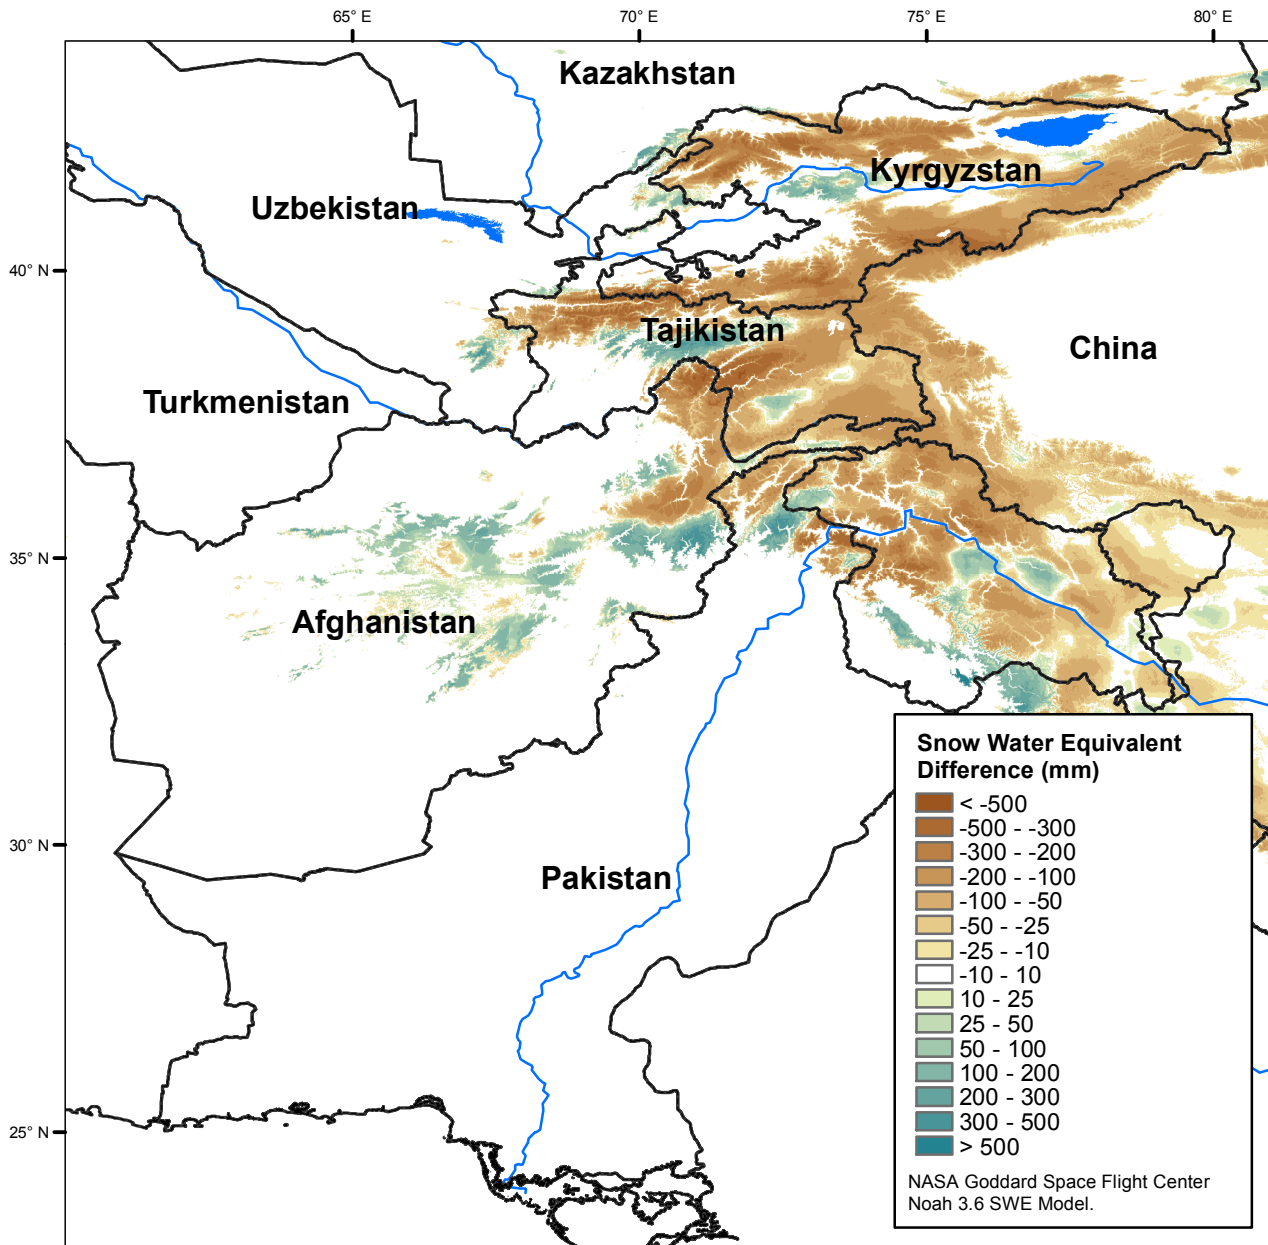 65° E
70° E
75° E
80° E
Kazakhstan
Kyrgyzstan
Uzbekistan
40° N
Tajikistan
China
Turkmenistan
35° N
Afghanistan
30° N
Pakistan
25° N
Snow Water Equivalent
Difference (mm)
< -500
-500 - -300
-300 - -200
-200 - -100
-100 - -50
-50 - -25
-25 - -10
-10 - 10
10 - 25
25 - 50
50 - 100
100 - 200
200 - 300
300 - 500
> 500
NASA Goddard Space Flight Center
Noah 3.6 SWE Model.